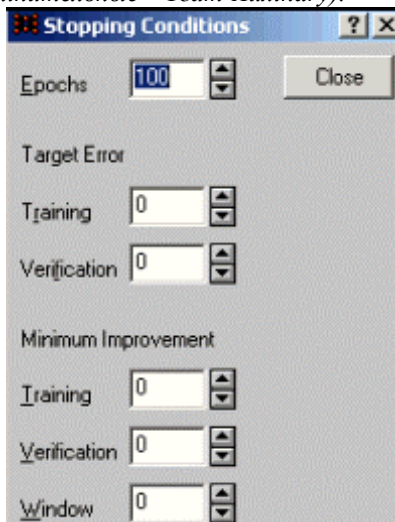 Stopping Conditions ? ×
Epochs 100 Close
Target Error
Training 0
Verification 0
Minimum Improvement
Training 0
Verification 0
Window 0